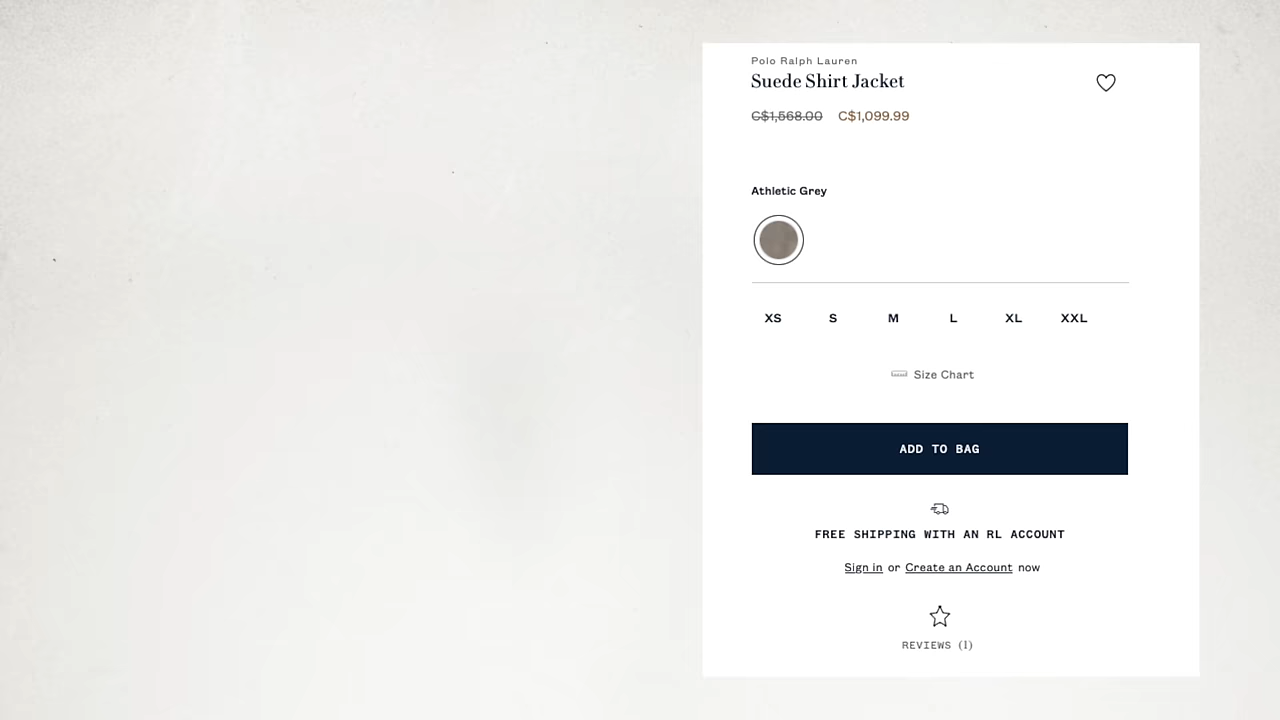 Polo Ralph Lauren
Suede Shirt Jacket
C$1,568.00 C$1,099.99
Athletic Grey
XS S M L XL XXL
Size Chart
ADD TO BAG
FREE SHIPPING WITH AN RL ACCOUNT
Sign in or Create an Account now
REVIEWS (1)